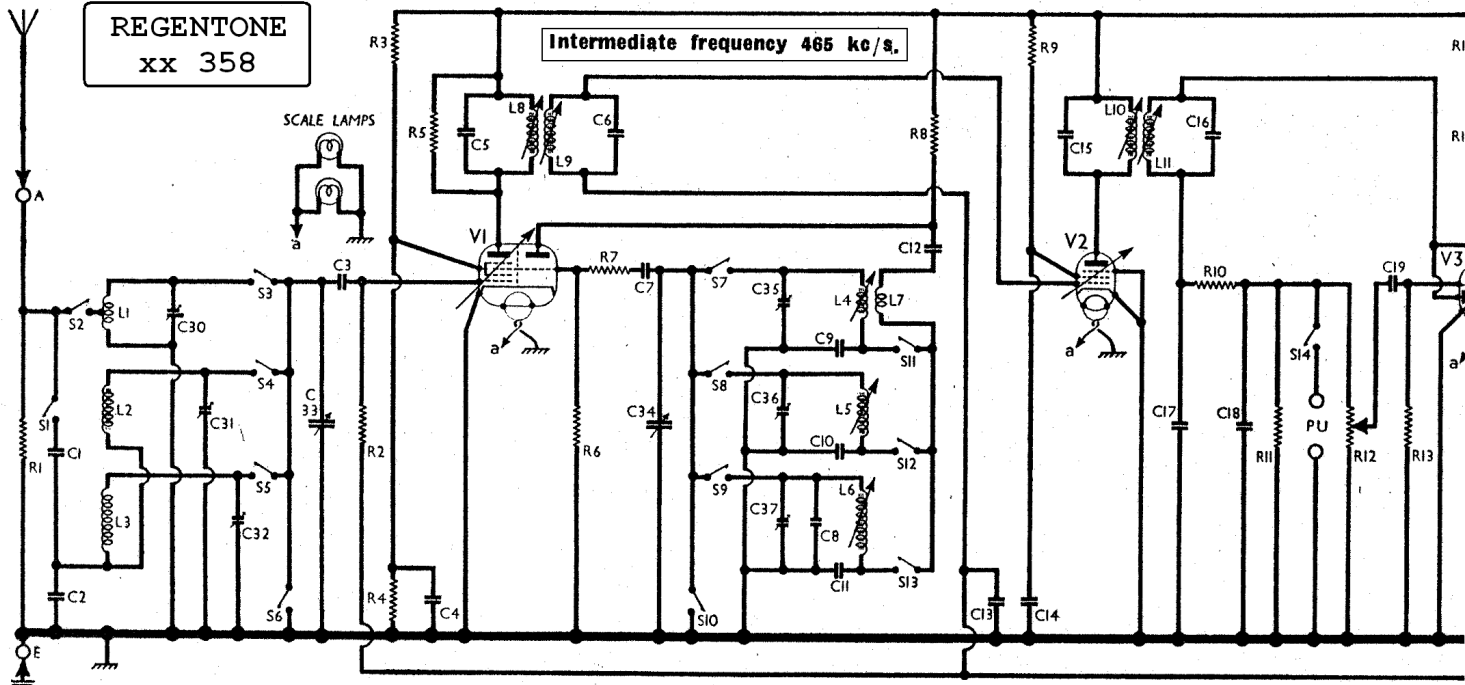 REGENTONE
xx 358
Intermediate frequency 465 kc/s.
SCALE LAMPS
a
A
E
R3
R5
C5
L8
L9
C6
R8
R9
L10
L11
C15
C16
R1
R1
V1
V2
V3
a
a
a
C12
C3
S3
S2
L1
C30
S4
L2
C31
C33
S1
C1
R1
S5
L3
C32
C2
S6
R2
R4
C4
R7
C7
R6
C34
S7
C35
L4
L7
C9
S11
S8
C36
L5
C10
S12
S9
C37
L6
C8
C11
S13
S10
C13
C14
R10
C17
C18
R11
S14
PU
R12
C19
R13